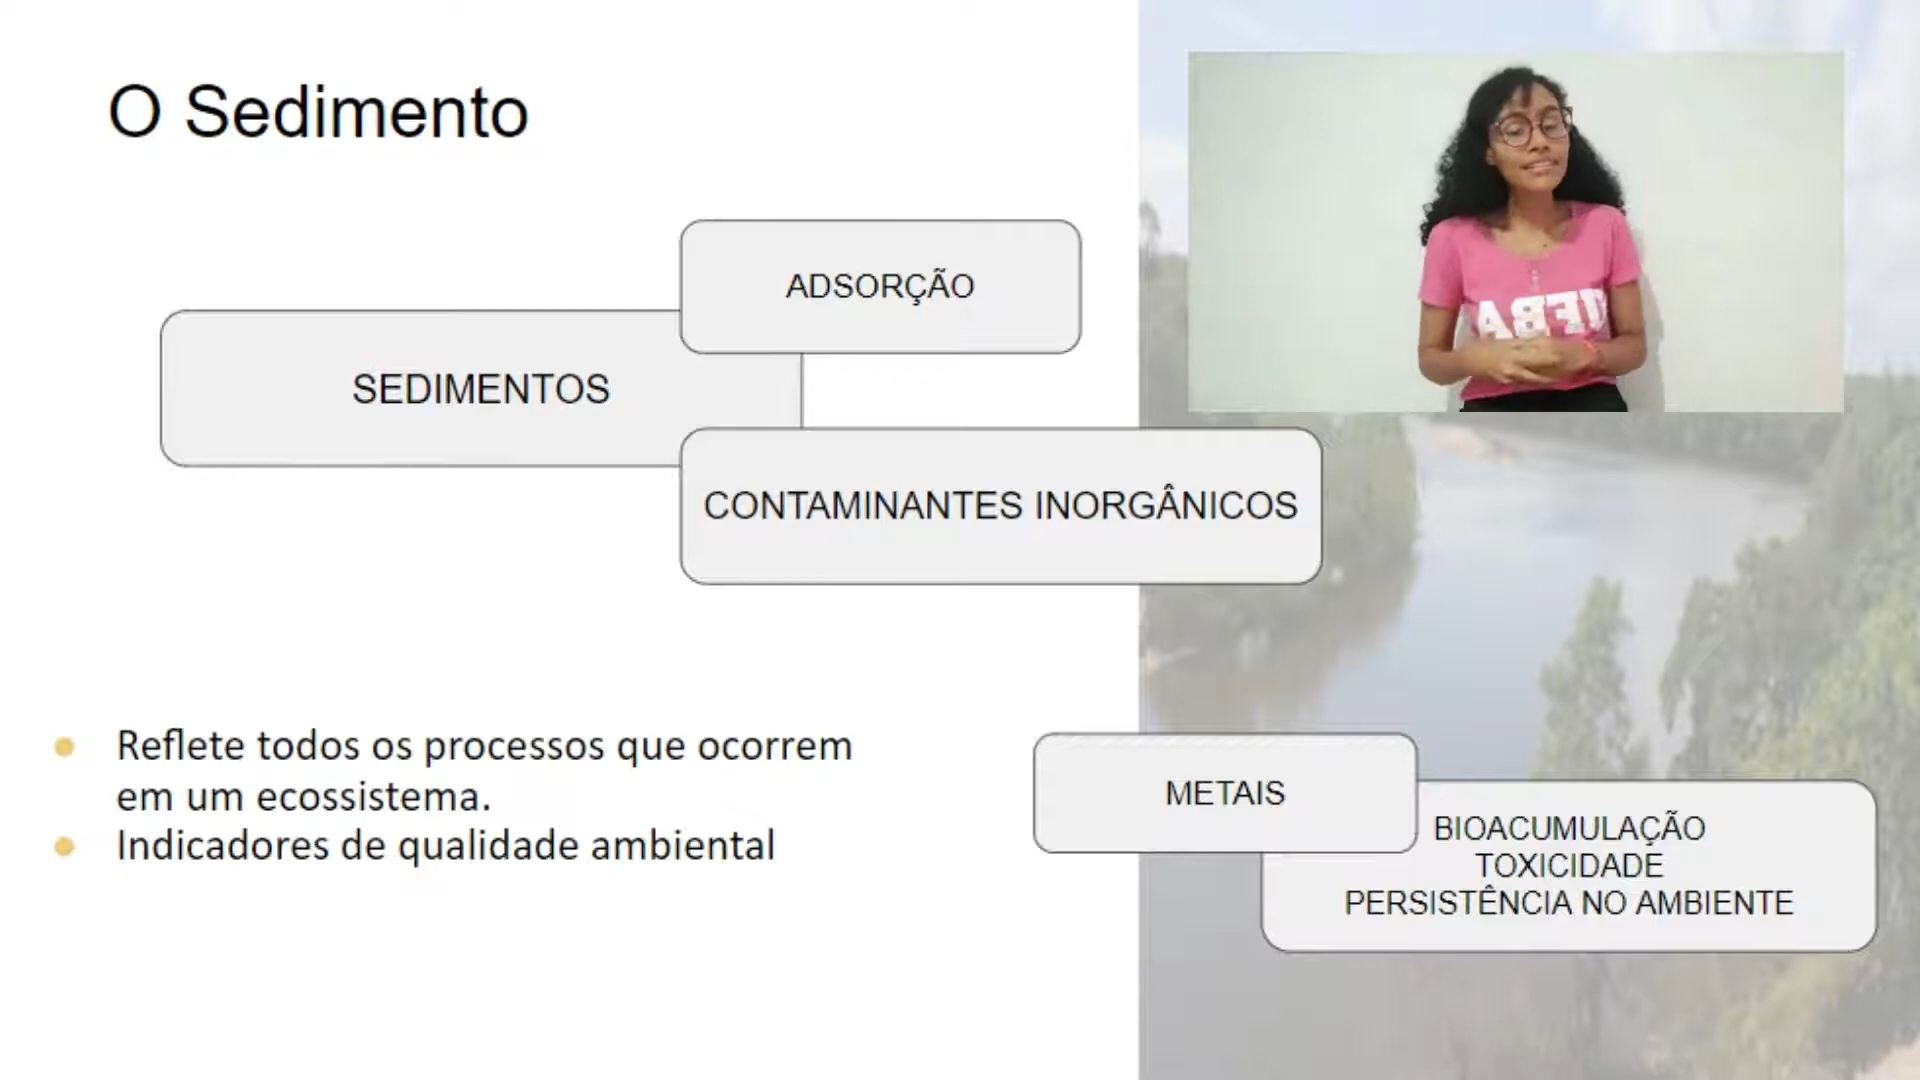 O Sedimento
ADSORÇÃO
SEDIMENTOS
CONTAMINANTES INORGÂNICOS
Reflete todos os processos que ocorrem
em um ecossistema.
Indicadores de qualidade ambiental
METAIS
BIOACUMULAÇÃO
TOXICIDADE
PERSISTÊNCIA NO AMBIENTE
UFBA